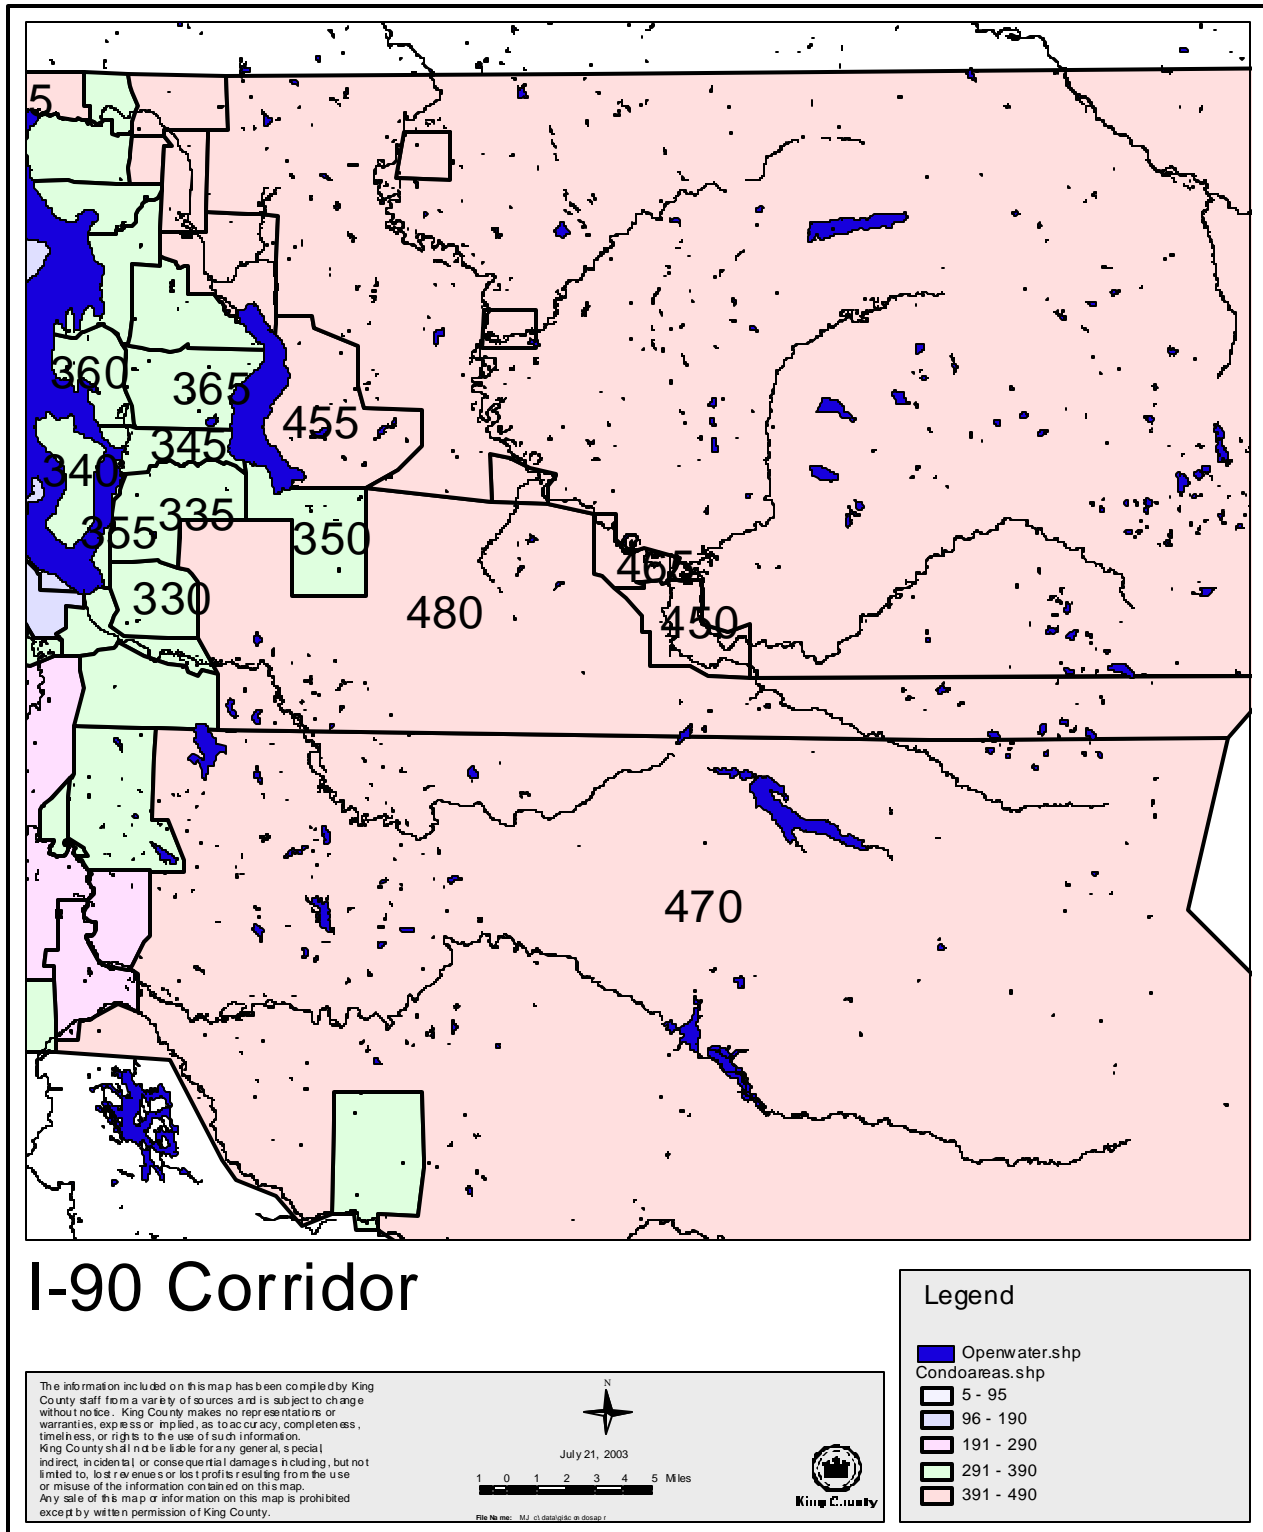 5
360
365
455
345
340
335
355
350
465
330
480
450
470
I-90 Corridor
Legend
Openwater.shp
Condoareas.shp
5 - 95
96 - 190
191 - 290
291 - 390
391 - 490
The information included on this map has been compiled by King
County staff from a variety of sources and is subject to change
without notice. King County makes no representations or
warranties, express or implied, as to accuracy, completeness,
timeliness, or rights to the use of such information.
King County shall not be liable for any general, special,
indirect, incidental, or consequential damages including, but not
limited to, lost revenues or lost profits resulting from the use
or misuse of the information contained on this map.
Any sale of this map or information on this map is prohibited
except by written permission of King County.
N
July 21, 2003
1 0 1 2 3 4 5 Miles
File Name: MJ
King County